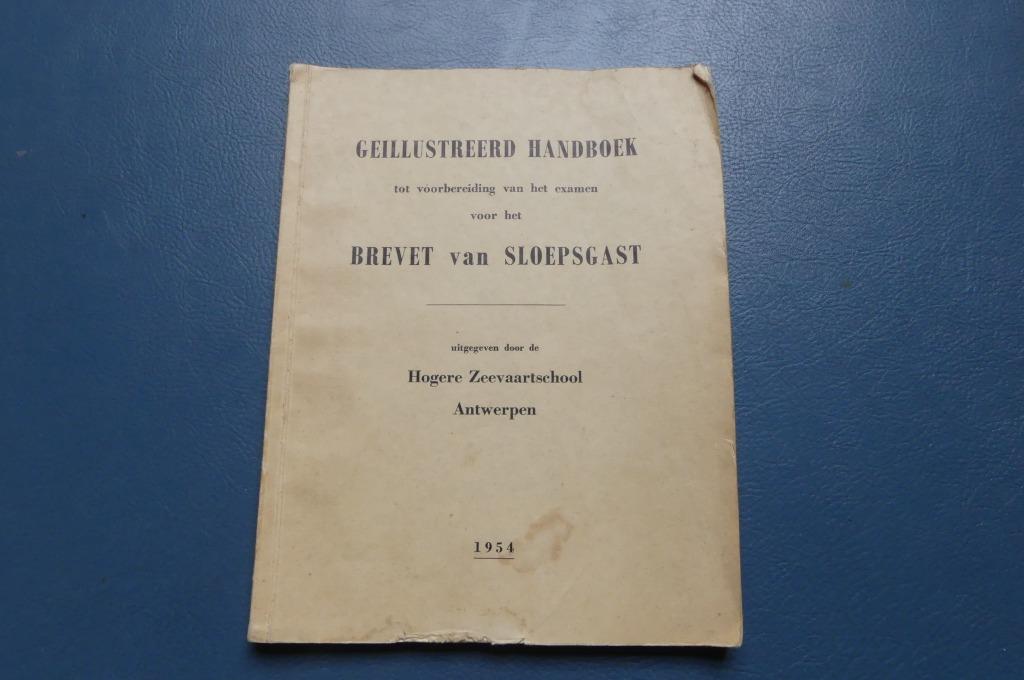 GEILLUSTREERD HANDBOEK
tot voorbereiding van het examen
voor het
BREVET van SLOEPSGAST
uitgegeven door de
Hogere Zeevaartschool
Antwerpen
1954